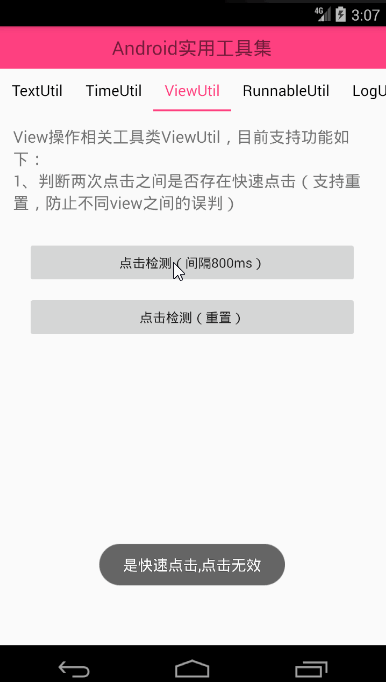 4G 3:07
Android实用工具集
TextUtil TimeUtil ViewUtil RunnableUtil LogU
View操作相关工具类ViewUtil，目前支持功能如
下：
1、判断两次点击之间是否存在快速点击（支持重
置，防止不同view之间的误判）
点击检测（间隔800ms）
点击检测（重置）
是快速点击,点击无效